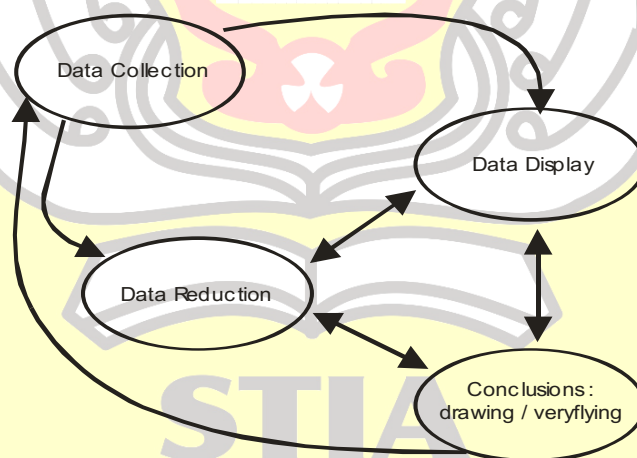 Data Collection
Data Display
Data Reduction
Conclusions:
drawing / veryflying
STIA